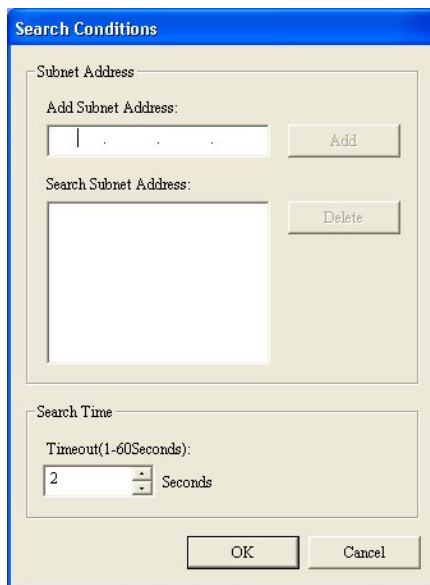 Search Conditions
Subnet Address
Add Subnet Address:
. . .
Add
Search Subnet Address:
Delete
Search Time
Timeout(1-60Seconds):
2 Seconds
OK Cancel